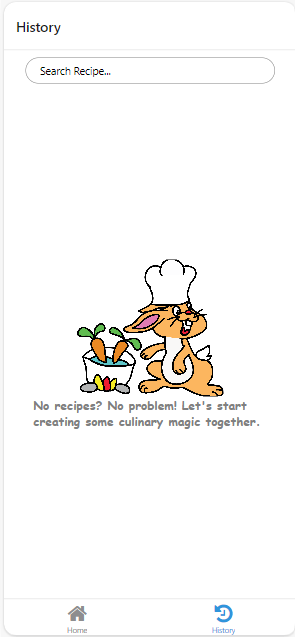 History
Search Recipe...
No recipes? No problem! Let's start
creating some culinary magic together.
Home
History